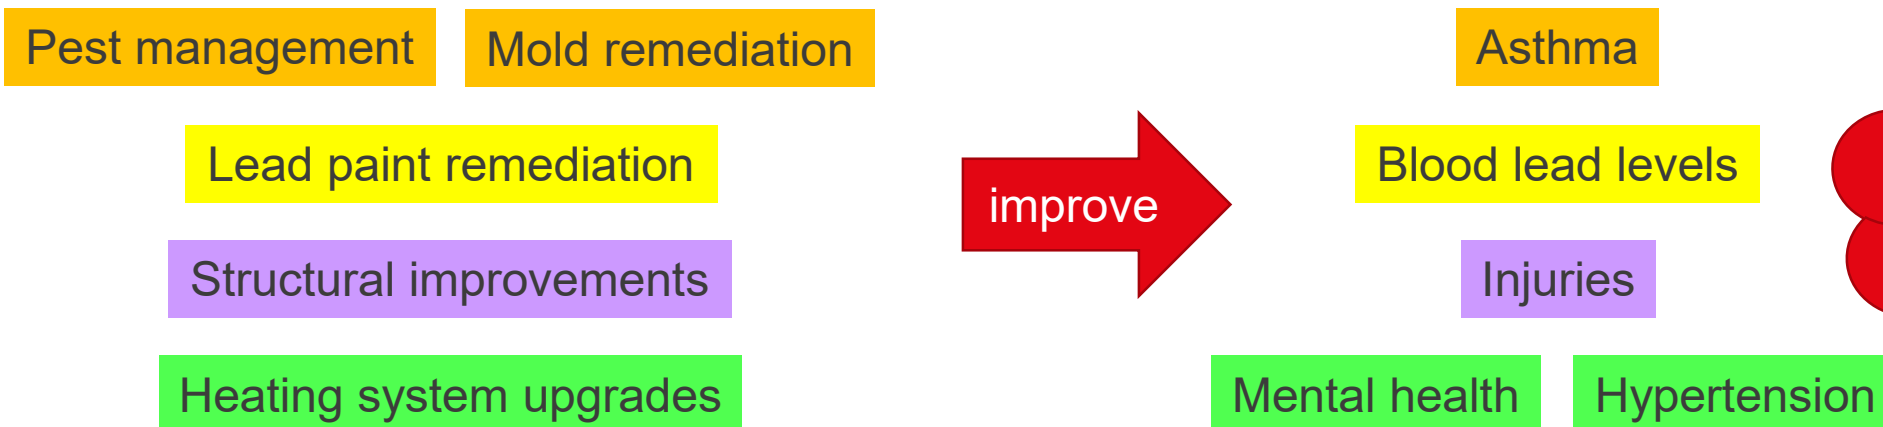 Pest management
Mold remediation
Lead paint remediation
Structural improvements
Heating system upgrades
improve
Asthma
Blood lead levels
Injuries
Mental health
Hypertension